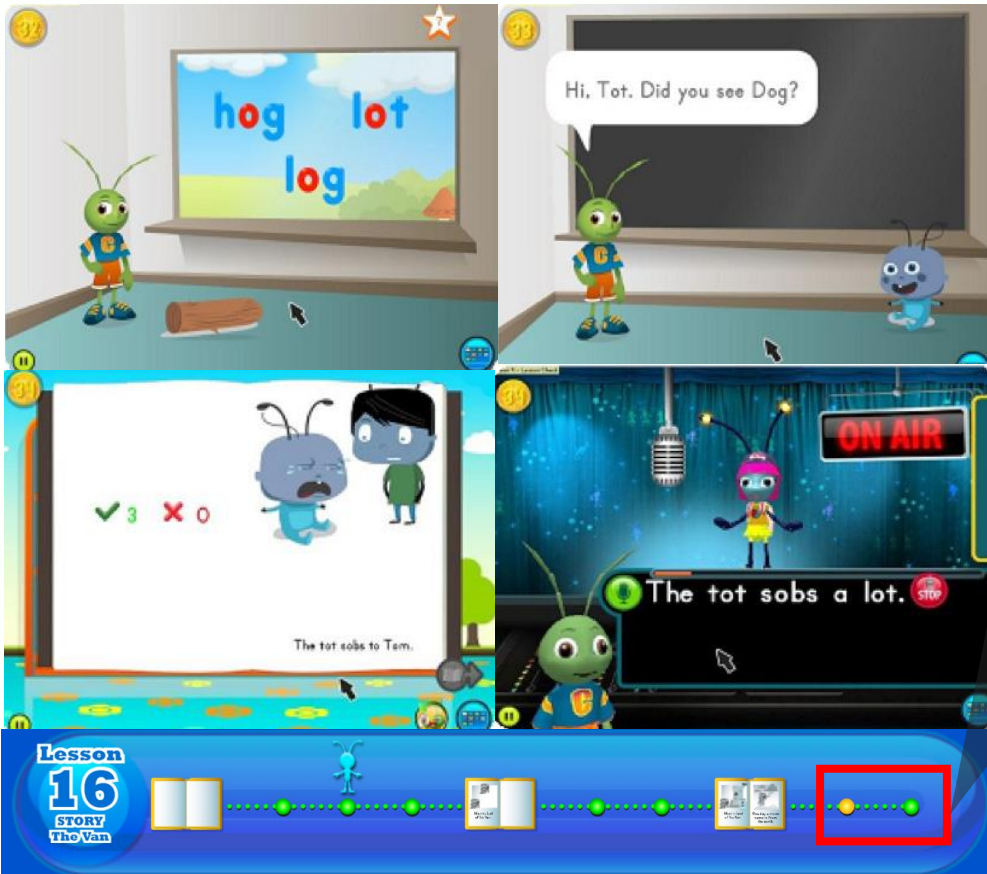 32
?
hog lot
log
C
33
Hi, Tot. Did you see Dog?
C
3 0
The tot sobs to Tom.
34
ON AIR
The tot sobs a lot.
STOP
C
Lesson
16
STORY
The Van